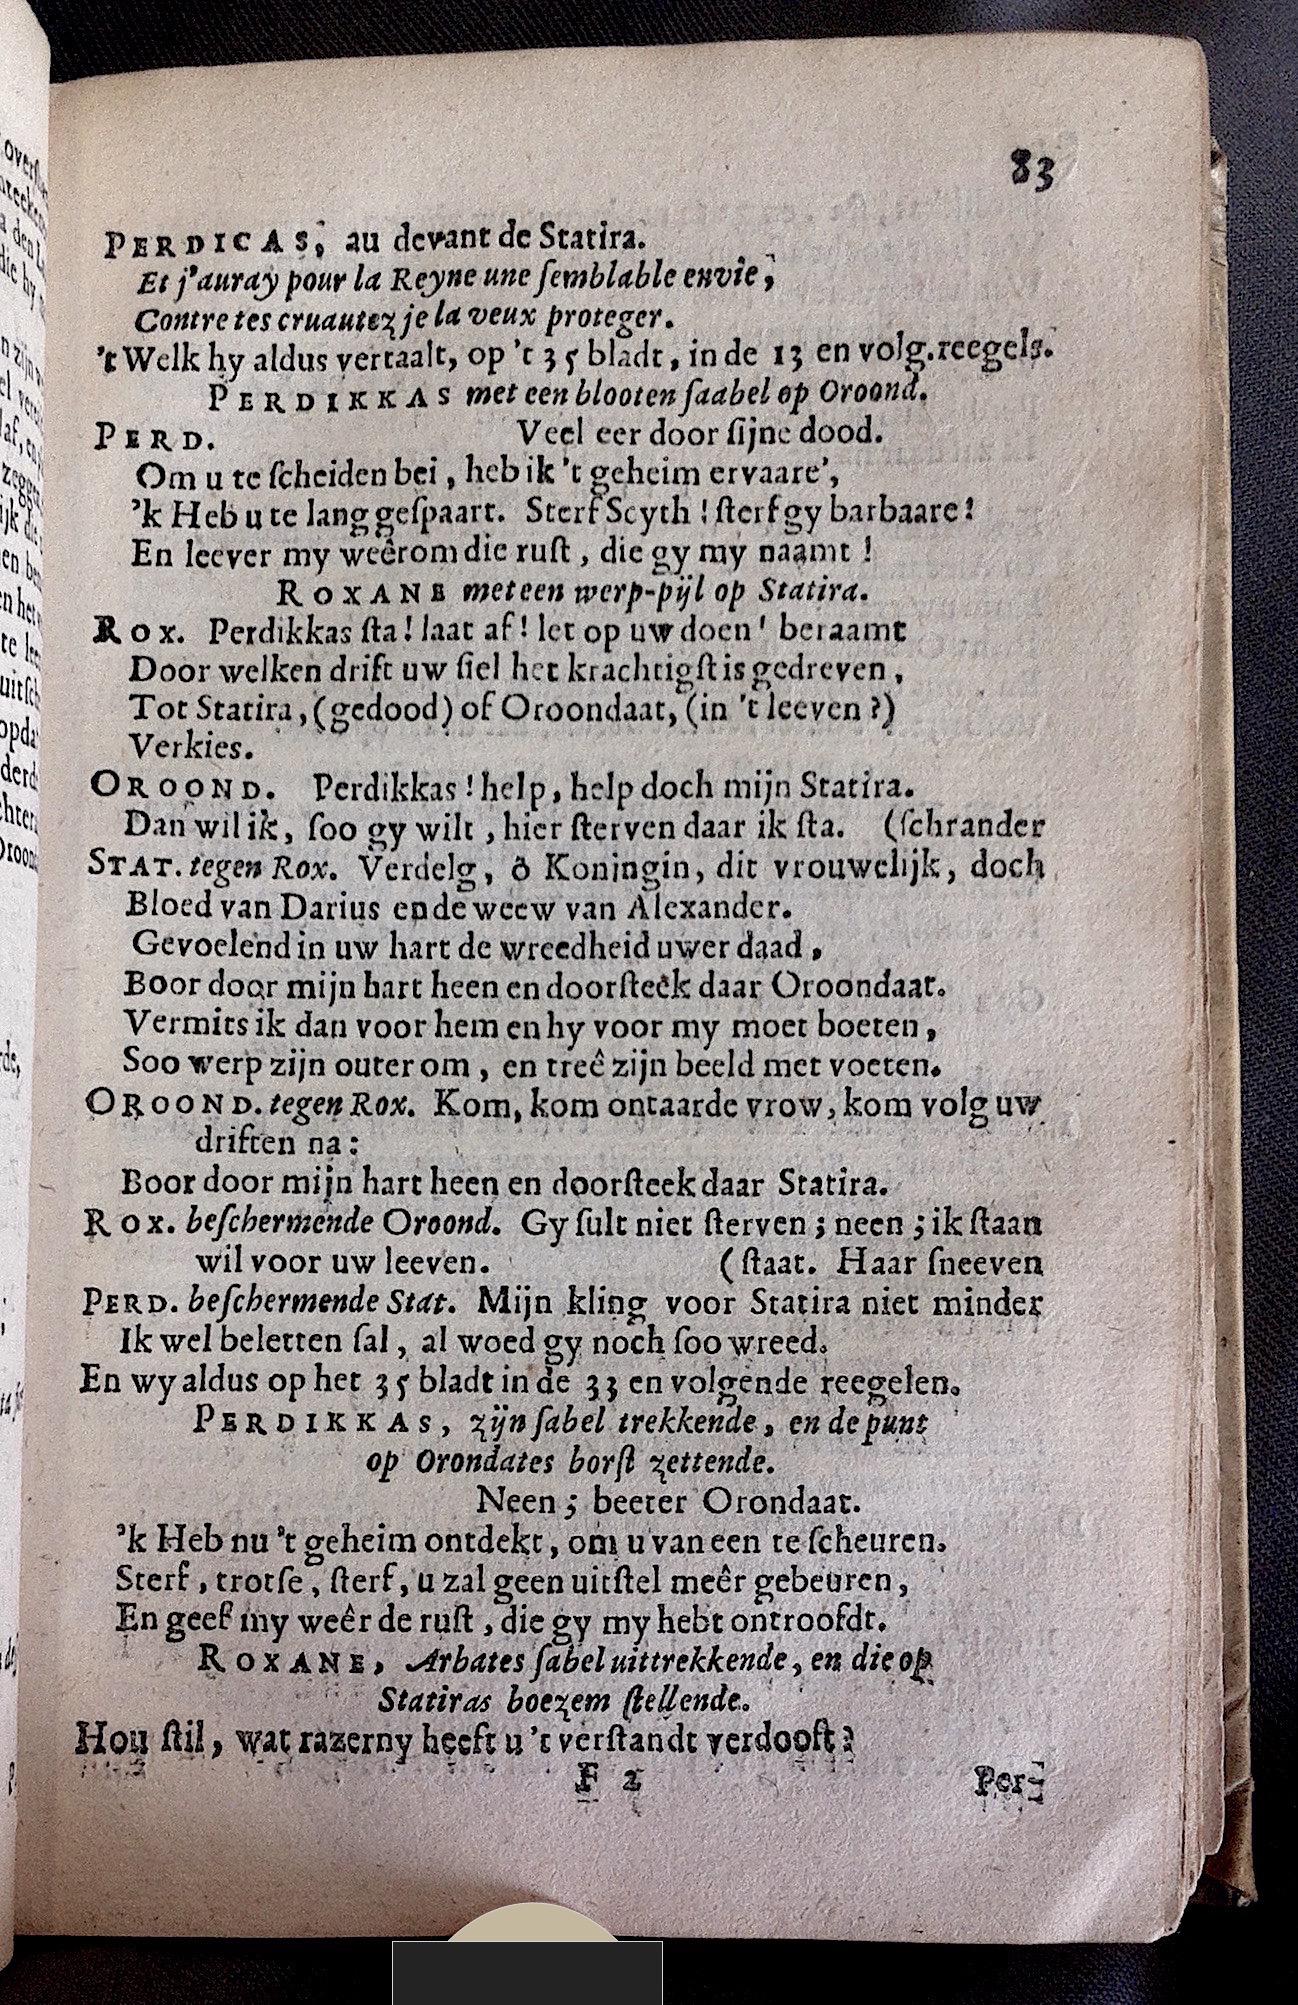 83
PERDICAS, au devant de Statira.
Et j'auray pour la Reyne une ſemblable envie,
Contre tes cruautez je la veux proteger.
't Welk hy aldus vertaalt, op 't 35 bladt, in de 13 en volg. reegels.
PERDIKKAS met een blooten ſaabel op Oroond.
PERD. Veel eer door ſijne dood.
Om u te ſcheiden bei, heb ik 't geheim ervaare',
'k Heb u te lang geſpaart. Sterf Scyth! ſterf gy barbaare!
En leever my weêrom die ruſt, die gy my naamt!
ROXANE met een werp-pijl op Statira.
ROX. Perdikkas ſta! laat af! let op uw doen! beraamt
Door welken drift uw ſiel het krachtigſt is gedreven,
Tot Statira, (gedood) of Oroondaat, (in 't leeven?)
Verkies.
OROOND. Perdikkas! help, help doch mijn Statira.
Dan wil ik, ſoo gy wilt, hier ſterven daar ik ſta. (ſchrander
STAT. tegen Rox. Verdelg, ô Koningin, dit vrouwelijk, doch
Bloed van Darius en de weew van Alexander.
Gevoelend in uw hart de wreedheid uwer daad,
Boor door mijn hart heen en doorſteek daar Oroondaat.
Vermits ik dan voor hem en hy voor my moet boeten,
Soo werp zijn outer om, en treê zijn beeld met voeten.
OROOND. tegen Rox. Kom, kom ontaarde vrow, kom volg uw
driften na:
Boor door mijn hart heen en doorſteek daar Statira.
ROX. beſchermende Oroond. Gy ſult niet ſterven; neen; ik ſtaan
wil voor uw leeven. (ſtaat. Haar ſneeven
PERD. beſchermende Stat. Mijn kling voor Statira niet minder
Ik wel beletten ſal, al woed gy noch ſoo wreed.
En wy aldus op het 35 bladt in de 33 en volgende reegelen.
PERDIKKAS, zijn ſabel trekkende, en de punt
op Orondates borſt zettende.
Neen; beeter Orondaat.
'k Heb nu 't geheim ontdekt, om u van een te ſcheuren.
Sterf, trotſe, ſterf, u zal geen uitſtel meêr gebeuren,
En geef my weêr de ruſt, die gy my hebt ontroofdt.
ROXANE, Arbates ſabel uittrekkende, en die op
Statiras boezem ſtellende.
Hou ſtil, wat razerny heeft u 't verſtandt verdooft?
F 2 Per-